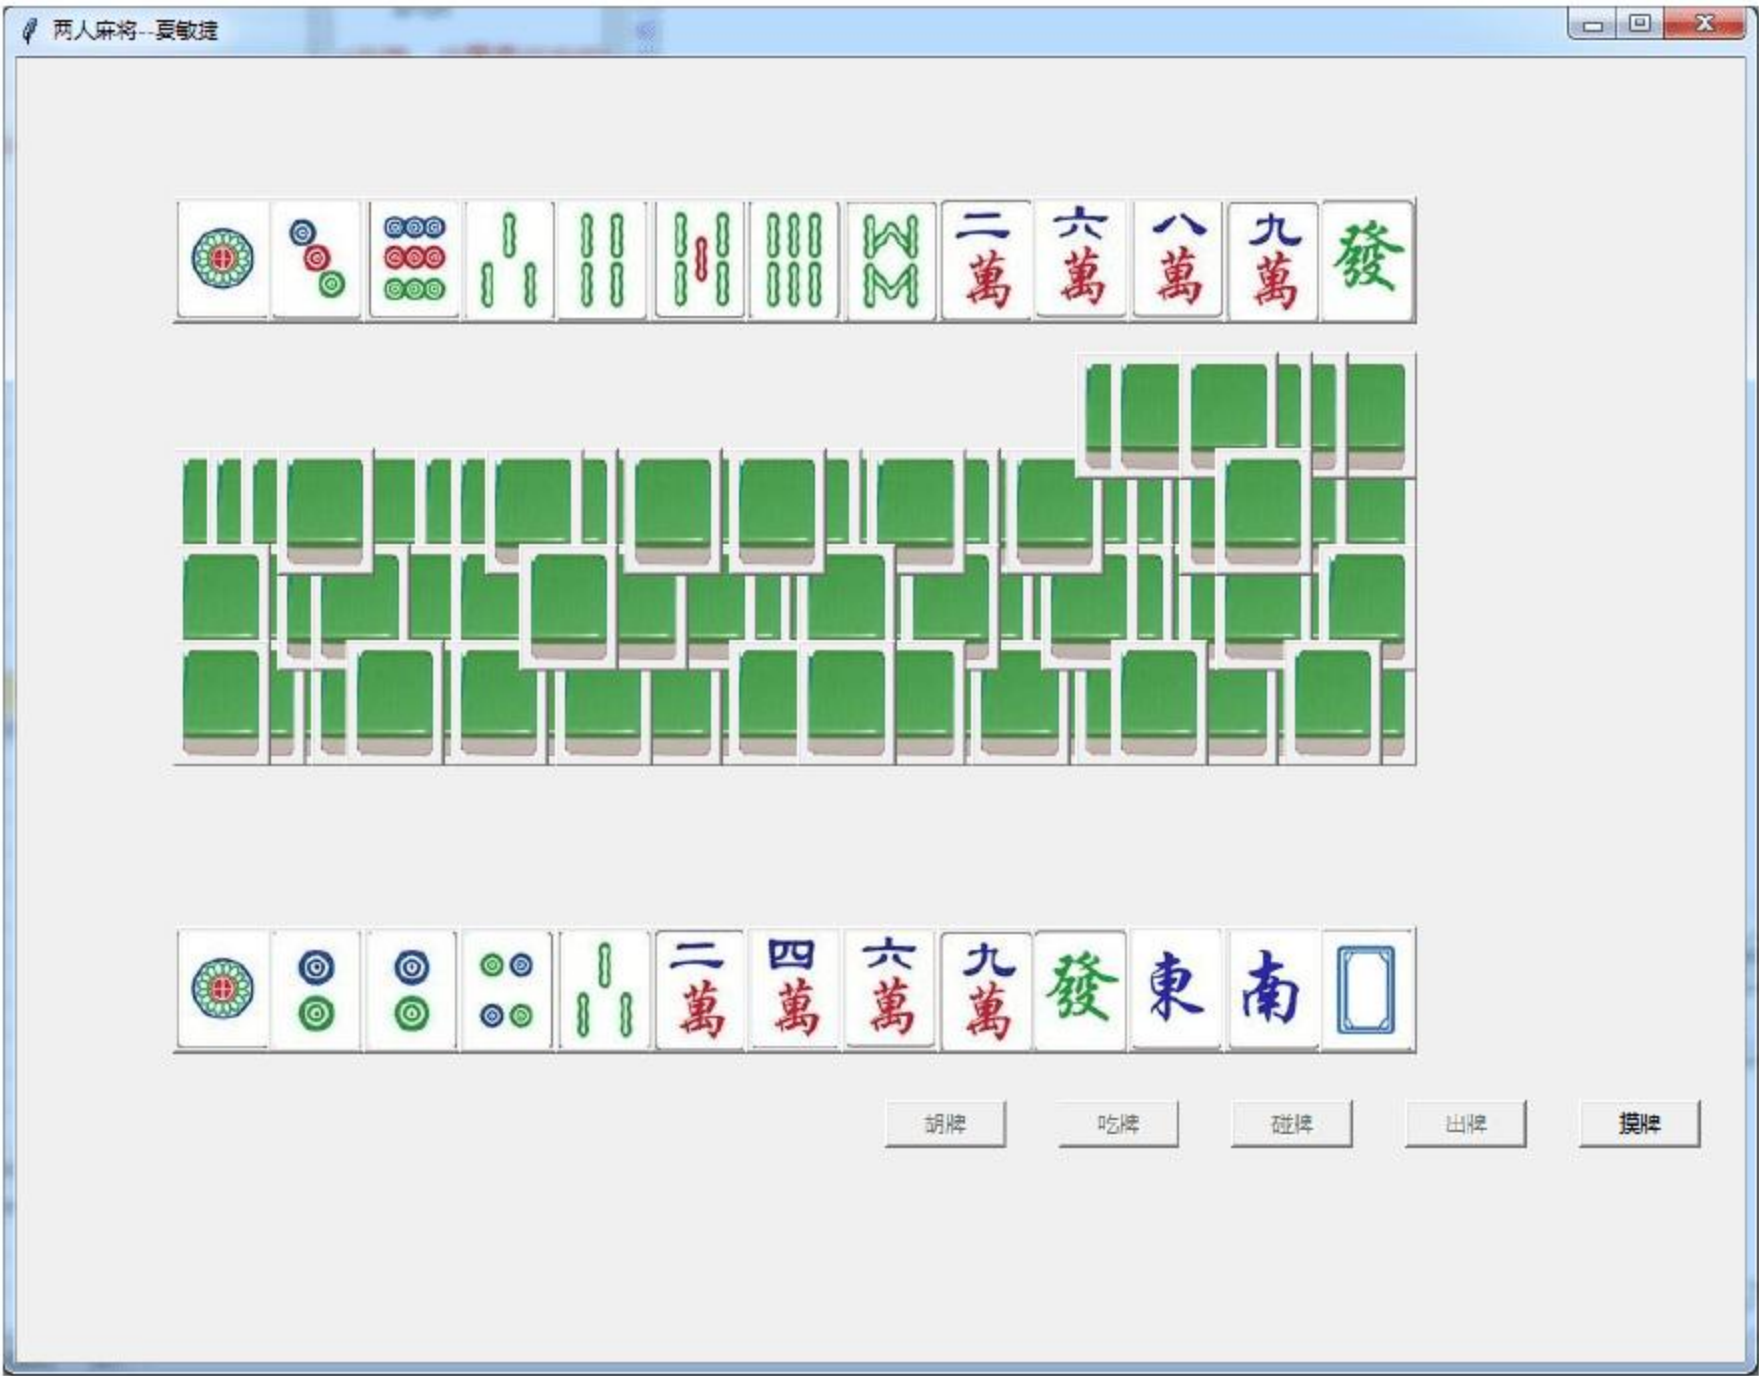 两人麻将--夏敏捷
二萬 六萬 八萬 九萬 發
二萬 四萬 六萬 九萬 發 東 南
胡牌 吃牌 碰牌 出牌 摸牌